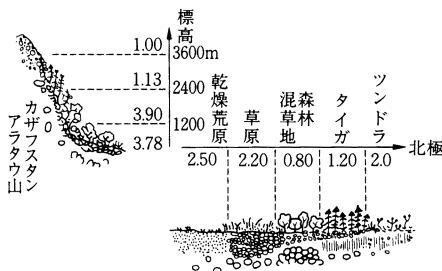 標高
3600m
2400
1200
1.00
1.13
3.90
3.78
カザフスタン
アラタウ山
乾燥荒原
草原
混草地
森林
タイガ
ツンドラ
北極
2.50
2.20
0.80
1.20
2.0